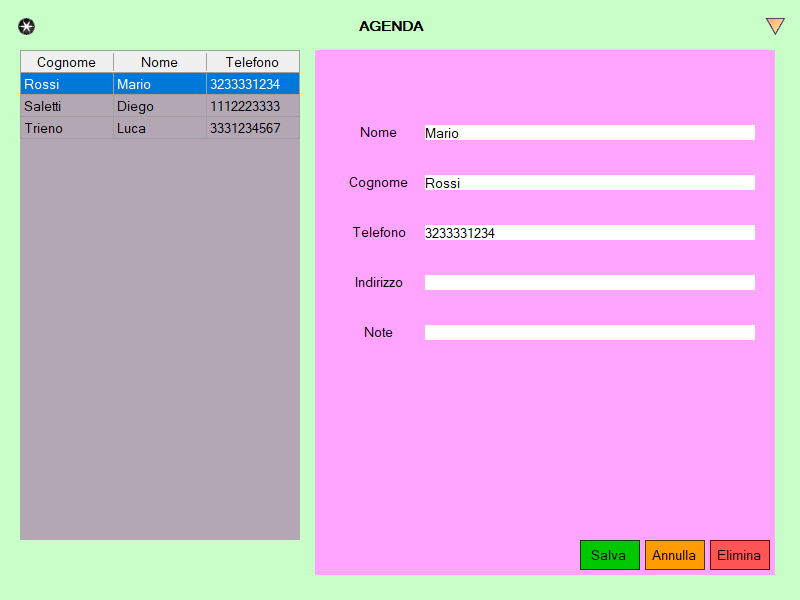 AGENDA
Cognome Nome Telefono
Rossi Mario 3233331234
Saletti Diego 1112223333
Trieno Luca 3331234567
Nome Mario
Cognome Rossi
Telefono 3233331234
Indirizzo
Note
Salva Annulla Elimina